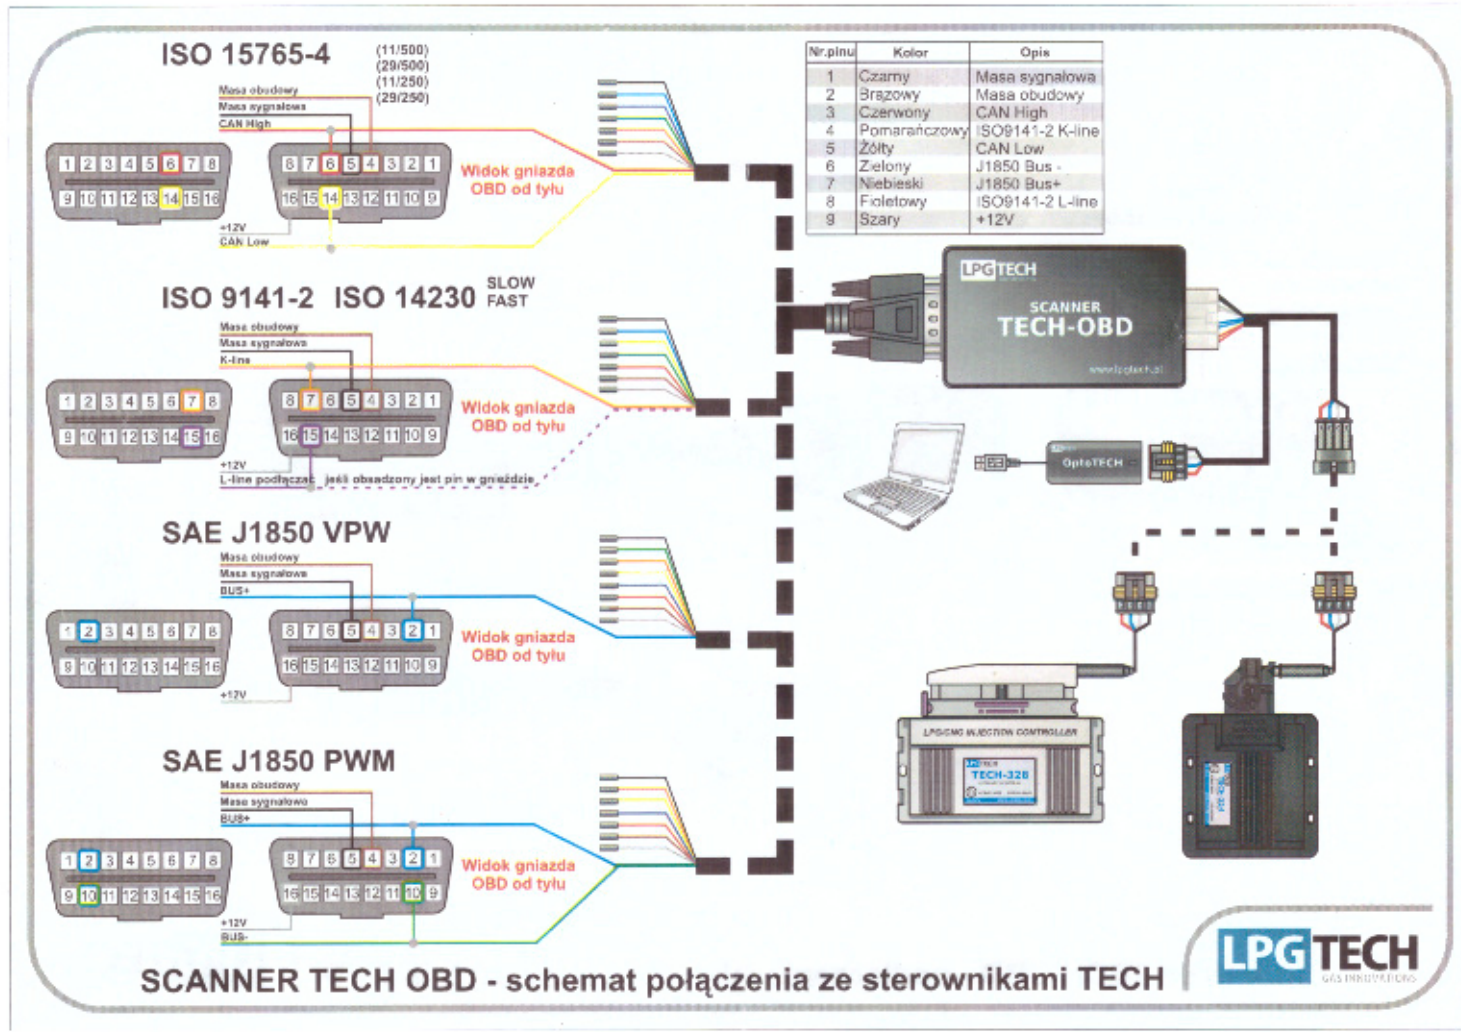 ISO 15765-4
(11/500)
(29/500)
(11/250)
(29/250)
Masa obudowy
Masa sygnałowa
CAN High
1 2 3 4 5 6 7 8
9 10 11 12 13 14 15 16
8 7 6 5 4 3 2 1
16 15 14 13 12 11 10 9
Widok gniazda
OBD od tyłu
+12V
CAN Low
ISO 9141-2 ISO 14230 SLOW
FAST
Masa obudowy
Masa sygnałowa
K-line
1 2 3 4 5 6 7 8
9 10 11 12 13 14 15 16
8 7 6 5 4 3 2 1
16 15 14 13 12 11 10 9
Widok gniazda
OBD od tyłu
+12V
L-line podłączać jeśli obsadzony jest pin w gnieździe
SAE J1850 VPW
Masa obudowy
Masa sygnałowa
BUS+
1 2 3 4 5 6 7 8
9 10 11 12 13 14 15 16
8 7 6 5 4 3 2 1
16 15 14 13 12 11 10 9
Widok gniazda
OBD od tyłu
+12V
SAE J1850 PWM
Masa obudowy
Masa sygnałowa
BUS+
1 2 3 4 5 6 7 8
9 10 11 12 13 14 15 16
8 7 6 5 4 3 2 1
16 15 14 13 12 11 10 9
Widok gniazda
OBD od tyłu
+12V
BUS-
Nr.pinu Kolor Opis
1 Czarny Masa sygnałowa
2 Brązowy Masa obudowy
3 Czerwony CAN High
4 Pomarańczowy ISO9141-2 K-line
5 Żółty CAN Low
6 Zielony J1850 Bus -
7 Niebieski J1850 Bus+
8 Fioletowy ISO9141-2 L-line
9 Szary +12V
LPGTECH
SCANNER
TECH-OBD
www.lpgtech.pl
OptoTECH
LPG/CNG INJECTION CONTROLLER
LPGTECH
TECH-328
TECH-324
LPGTECH
GAS INNOVATIONS
SCANNER TECH OBD - schemat połączenia ze sterownikami TECH